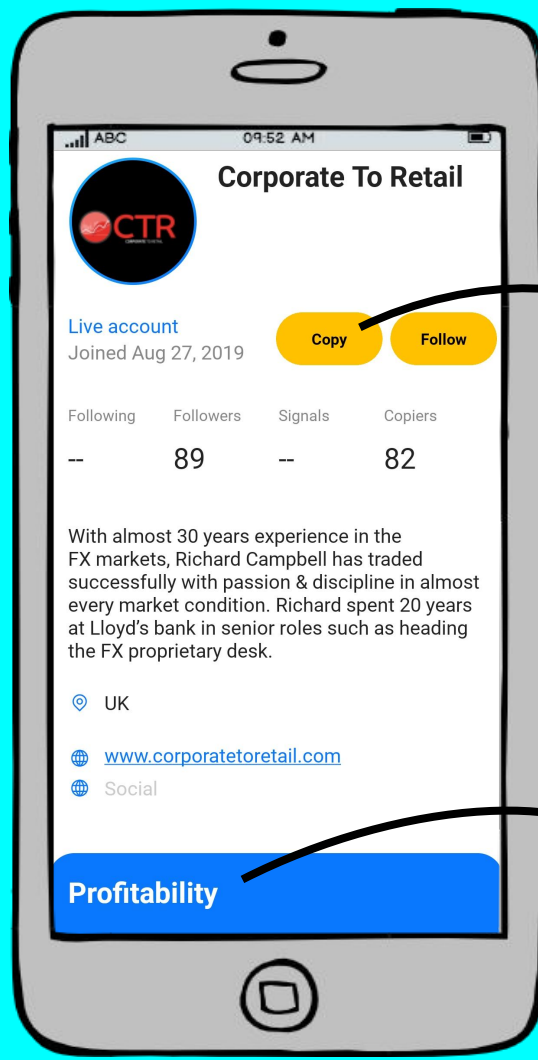 ABC 09:52 AM
Corporate To Retail
CTR
Live account
Joined Aug 27, 2019
Copy Follow
Following Followers Signals Copiers
-- 89 -- 82
With almost 30 years experience in the
FX markets, Richard Campbell has traded
successfully with passion & discipline in almost
every market condition. Richard spent 20 years
at Lloyd’s bank in senior roles such as heading
the FX proprietary desk.
UK
www.corporatetoretail.com
Social
Profitability